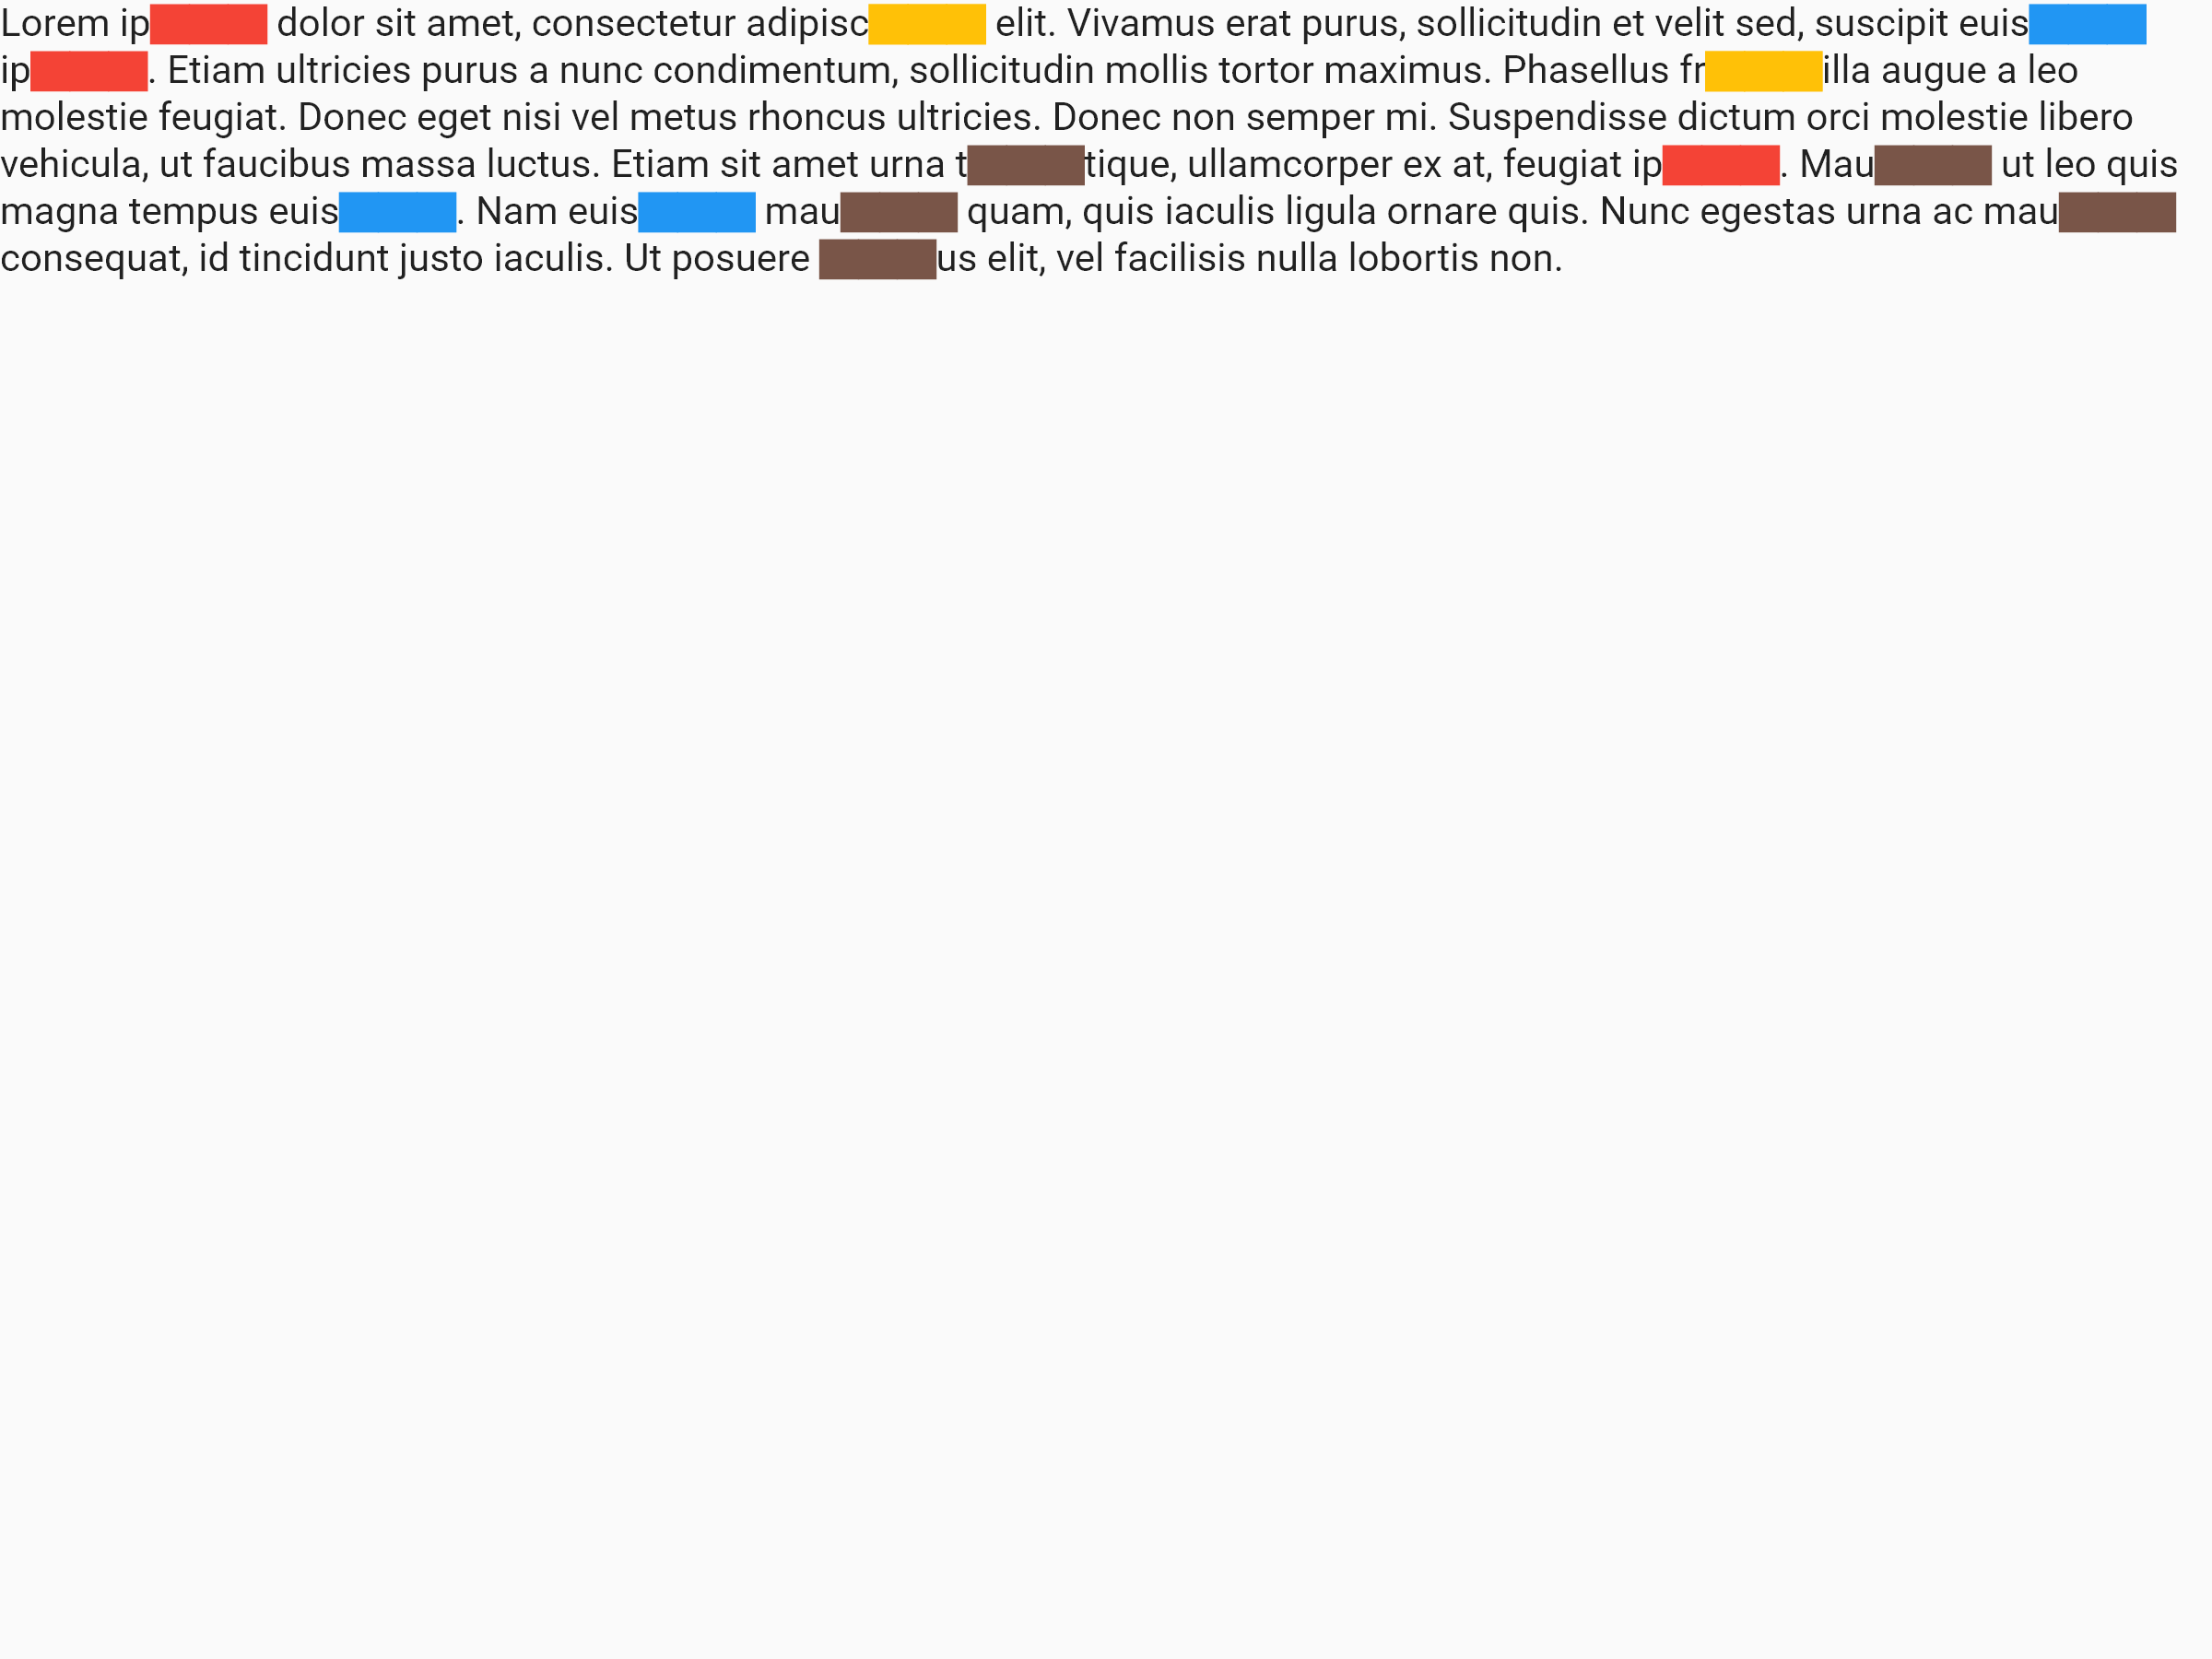 Lorem ip███ dolor sit amet, consectetur adipisc███ elit. Vivamus erat purus, sollicitudin et velit sed, suscipit euis███
ip███. Etiam ultricies purus a nunc condimentum, sollicitudin mollis tortor maximus. Phasellus fr███illa augue a leo
molestie feugiat. Donec eget nisi vel metus rhoncus ultricies. Donec non semper mi. Suspendisse dictum orci molestie libero
vehicula, ut faucibus massa luctus. Etiam sit amet urna t███tique, ullamcorper ex at, feugiat ip███. Mau███ ut leo quis
magna tempus euis███. Nam euis███ mau███ quam, quis iaculis ligula ornare quis. Nunc egestas urna ac mau███
consequat, id tincidunt justo iaculis. Ut posuere ███us elit, vel facilisis nulla lobortis non.